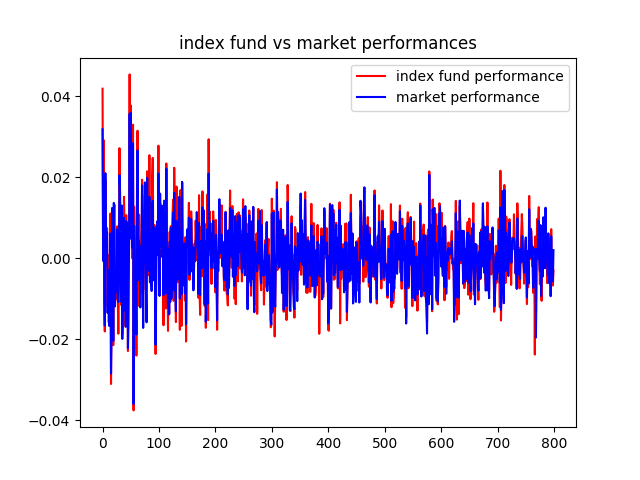 index fund vs market performances
index fund performance
market performance
0.04
0.02
0.00
−0.02
−0.04
0 100 200 300 400 500 600 700 800